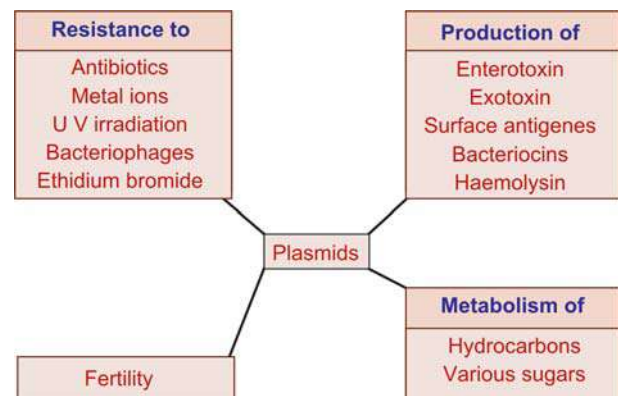 Resistance to
Antibiotics
Metal ions
U V irradiation
Bacteriophages
Ethidium bromide
Production of
Enterotoxin
Exotoxin
Surface antigenes
Bacteriocins
Haemolysin
Plasmids
Fertility
Metabolism of
Hydrocarbons
Various sugars